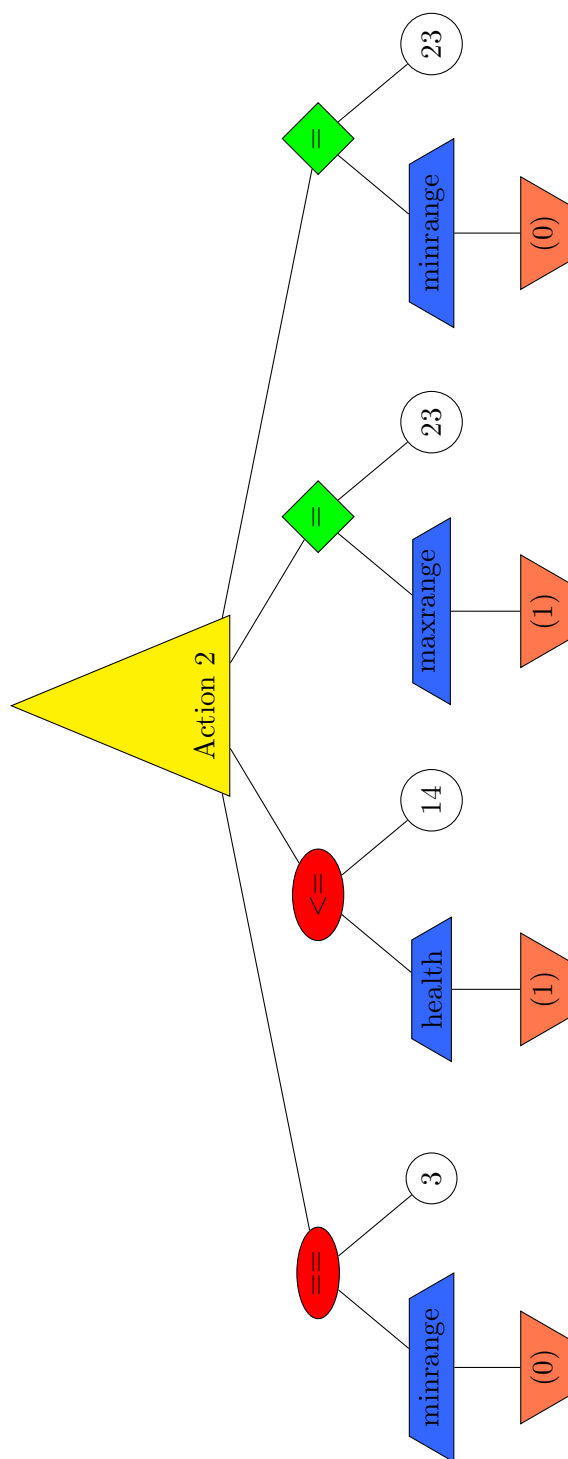 Action 2
==
<=
=
=
minrange
3
health
14
maxrange
23
minrange
23
(0)
(1)
(1)
(0)